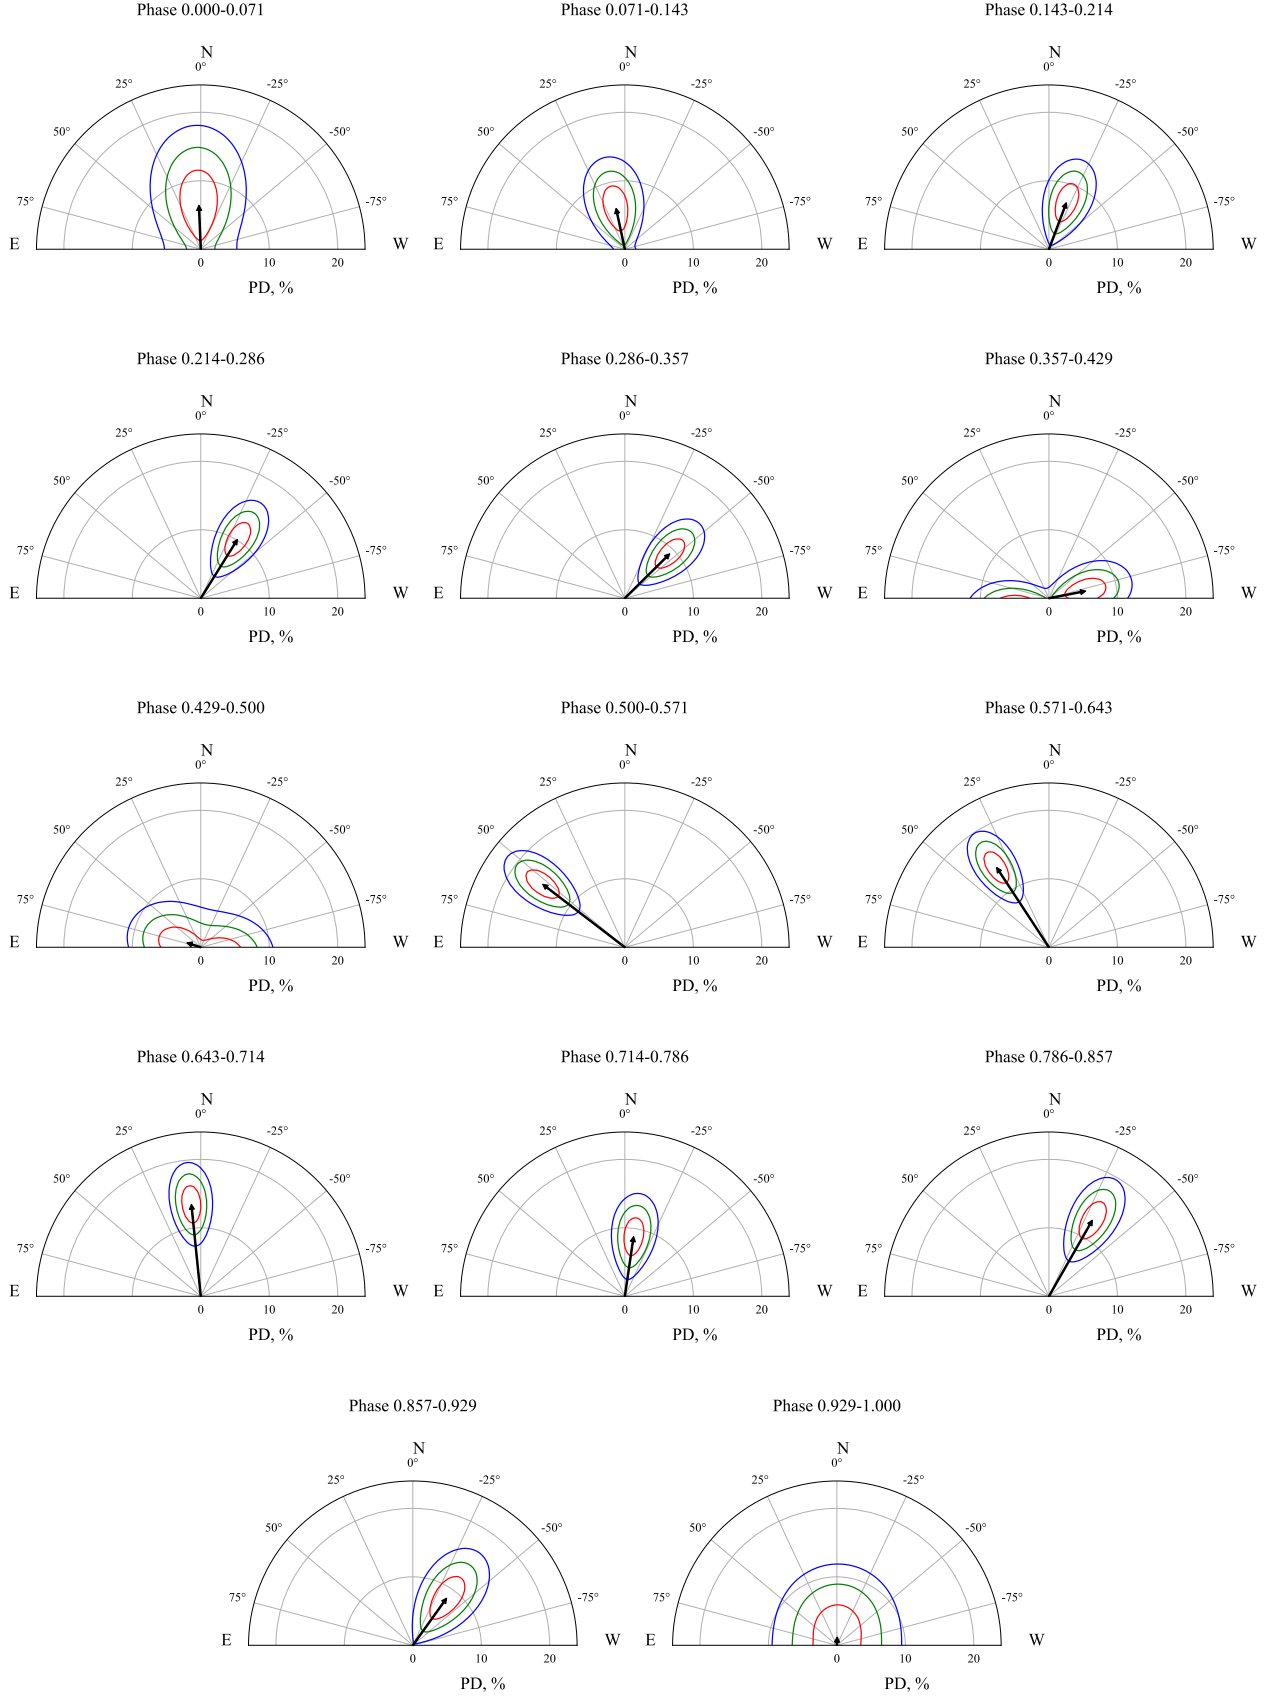 Phase 0.000-0.071
N
0°
25° -25°
50° -50°
75° -75°
E W
0 10 20
PD, %
Phase 0.071-0.143
N
0°
25° -25°
50° -50°
75° -75°
E W
0 10 20
PD, %
Phase 0.143-0.214
N
0°
25° -25°
50° -50°
75° -75°
E W
0 10 20
PD, %
Phase 0.214-0.286
N
0°
25° -25°
50° -50°
75° -75°
E W
0 10 20
PD, %
Phase 0.286-0.357
N
0°
25° -25°
50° -50°
75° -75°
E W
0 10 20
PD, %
Phase 0.357-0.429
N
0°
25° -25°
50° -50°
75° -75°
E W
0 10 20
PD, %
Phase 0.429-0.500
N
0°
25° -25°
50° -50°
75° -75°
E W
0 10 20
PD, %
Phase 0.500-0.571
N
0°
25° -25°
50° -50°
75° -75°
E W
0 10 20
PD, %
Phase 0.571-0.643
N
0°
25° -25°
50° -50°
75° -75°
E W
0 10 20
PD, %
Phase 0.643-0.714
N
0°
25° -25°
50° -50°
75° -75°
E W
0 10 20
PD, %
Phase 0.714-0.786
N
0°
25° -25°
50° -50°
75° -75°
E W
0 10 20
PD, %
Phase 0.786-0.857
N
0°
25° -25°
50° -50°
75° -75°
E W
0 10 20
PD, %
Phase 0.857-0.929
N
0°
25° -25°
50° -50°
75° -75°
E W
0 10 20
PD, %
Phase 0.929-1.000
N
0°
25° -25°
50° -50°
75° -75°
E W
0 10 20
PD, %